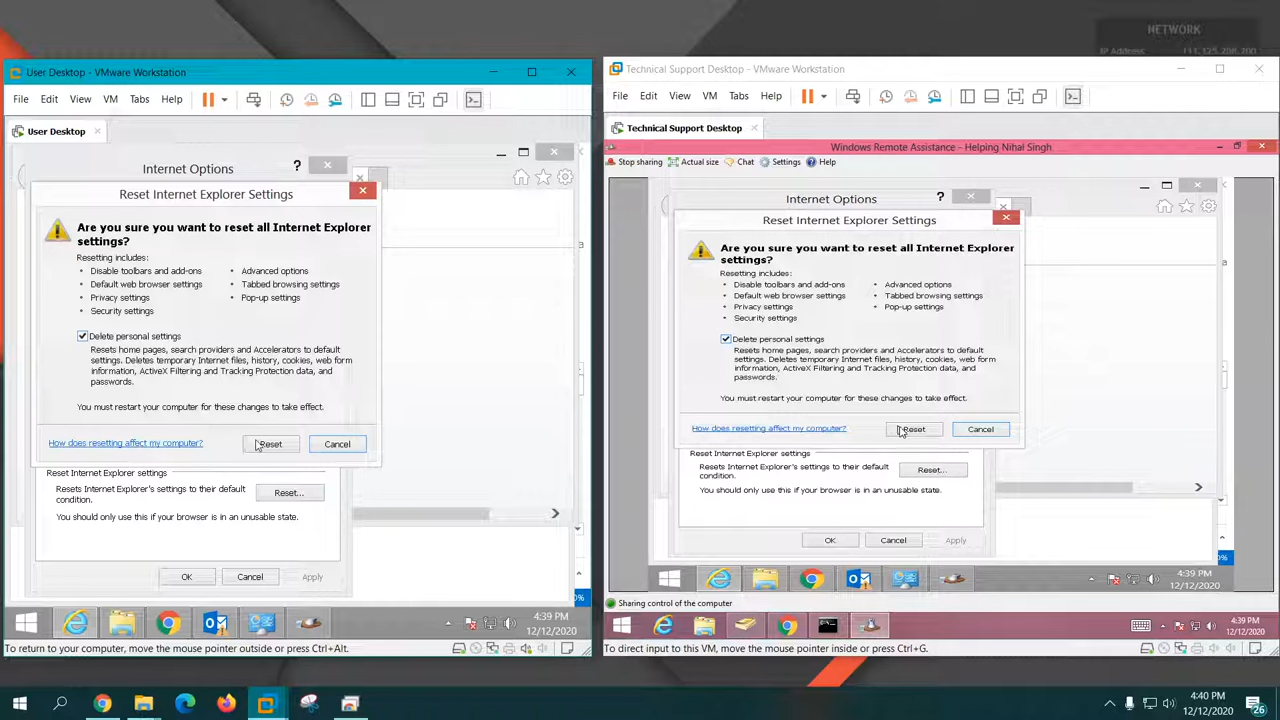 NETWORK
IP Address:
User Desktop - VMware Workstation
File Edit View VM Tabs Help
User Desktop
Internet Options
?
Reset Internet Explorer Settings
Are you sure you want to reset all Internet Explorer
settings?
Resetting includes:
• Disable toolbars and add-ons • Advanced options
• Default web browser settings • Tabbed browsing settings
• Privacy settings • Pop-up settings
• Security settings
Delete personal settings
Resets home pages, search providers and Accelerators to default
settings. Deletes temporary Internet files, history, cookies, web form
information, ActiveX Filtering and Tracking Protection data, and
passwords.
You must restart your computer for these changes to take effect.
How does resetting affect my computer? Reset Cancel
Reset Internet Explorer settings
Resets Internet Explorer's settings to their default
condition.
Reset...
You should only use this if your browser is in an unusable state.
OK Cancel Apply
4:39 PM
12/12/2020
To return to your computer, move the mouse pointer outside or press Ctrl+Alt.
Technical Support Desktop - VMware Workstation
File Edit View VM Tabs Help
Technical Support Desktop
Windows Remote Assistance - Helping Nihal Singh
Stop sharing Actual size Chat Settings Help
Internet Options
?
Reset Internet Explorer Settings
Are you sure you want to reset all Internet Explorer
settings?
Resetting includes:
• Disable toolbars and add-ons • Advanced options
• Default web browser settings • Tabbed browsing settings
• Privacy settings • Pop-up settings
• Security settings
Delete personal settings
Resets home pages, search providers and Accelerators to default
settings. Deletes temporary Internet files, history, cookies, web form
information, ActiveX Filtering and Tracking Protection data, and
passwords.
You must restart your computer for these changes to take effect.
How does resetting affect my computer? Reset Cancel
Reset Internet Explorer settings
Resets Internet Explorer's settings to their default
condition.
Reset...
You should only use this if your browser is in an unusable state.
OK Cancel Apply
4:39 PM
12/12/2020
Sharing control of the computer
4:39 PM
12/12/2020
To direct input to this VM, move the mouse pointer inside or press Ctrl+G.
4:40 PM
12/12/2020
26